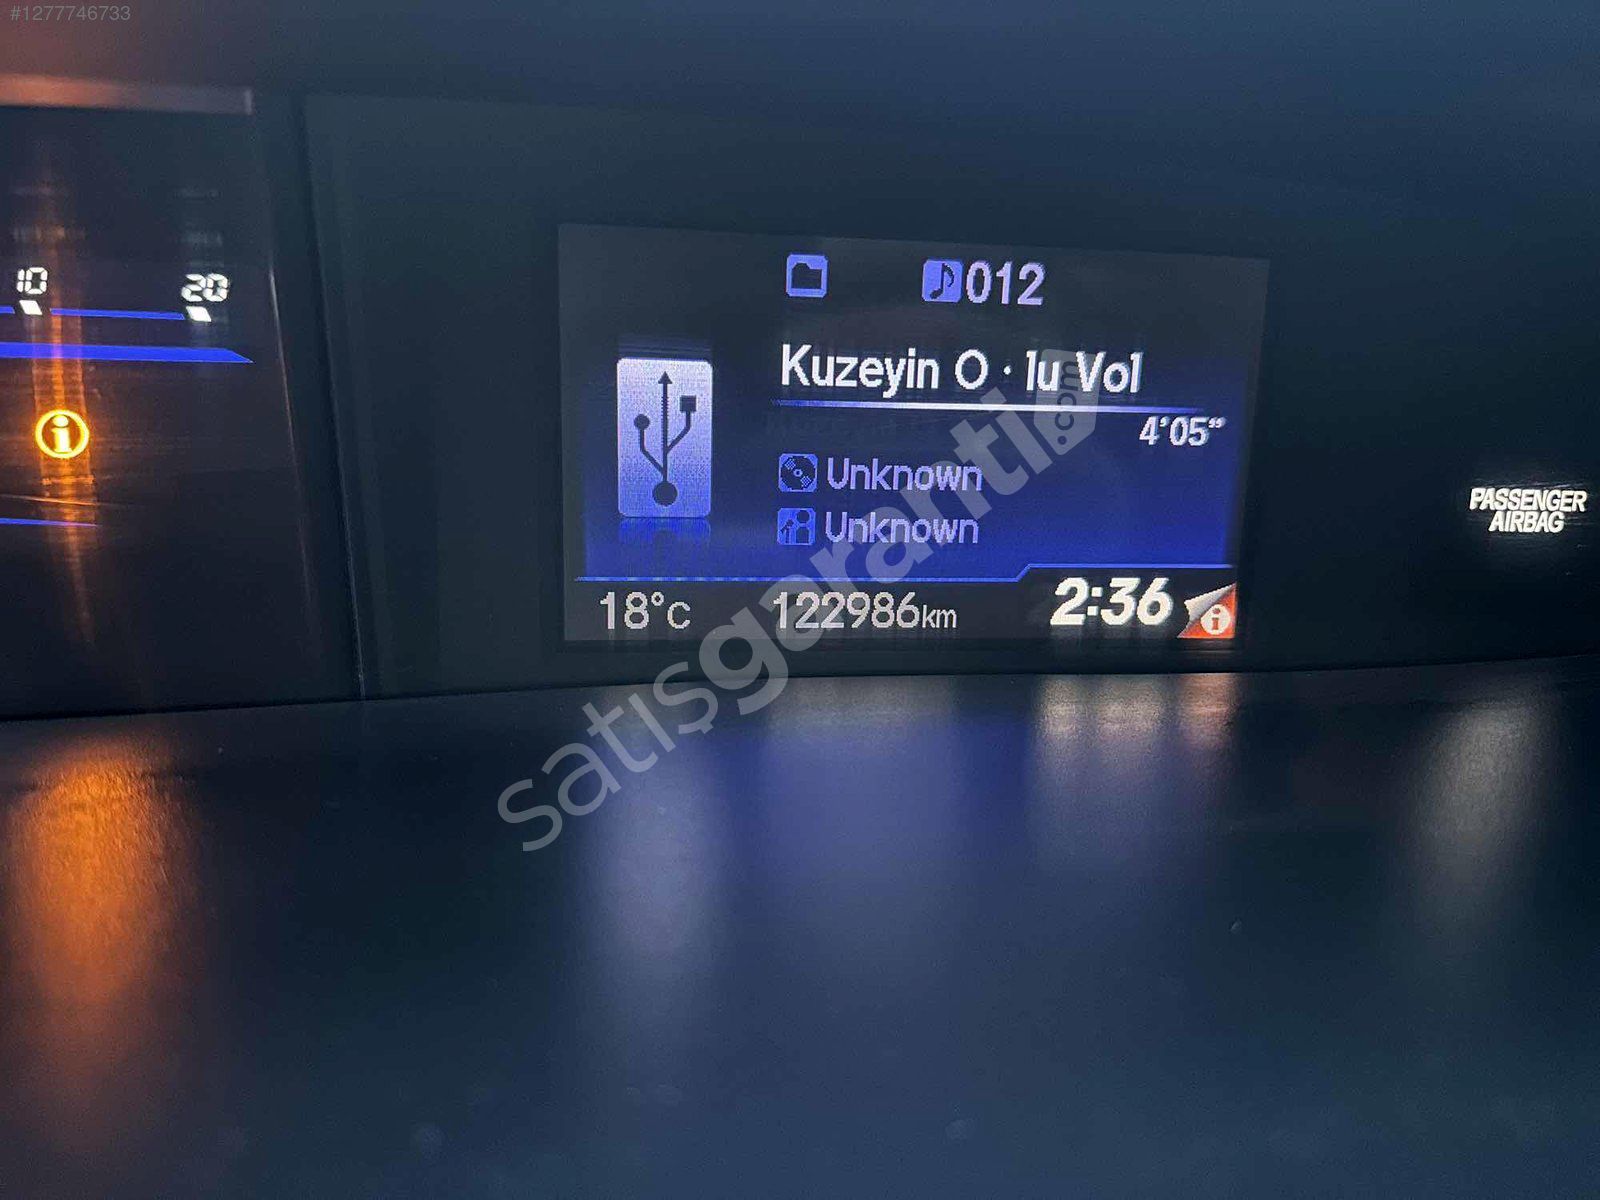 #1277746733
10 20
012
Kuzeyin O · lu Vol
4'05"
Unknown
Unknown
18°C 122986km 2:36
PASSENGER
AIRBAG
satışgaranti.com